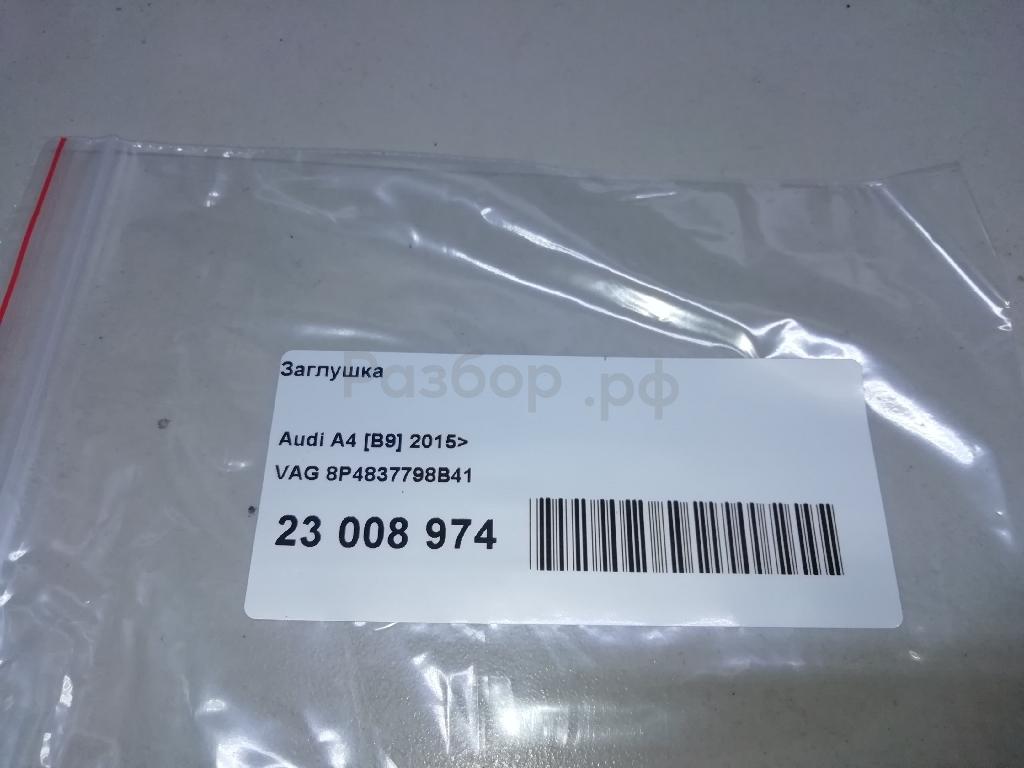 Заглушка
Разбор.рф
Audi A4 [B9] 2015>
VAG 8P4837798B41
23 008 974